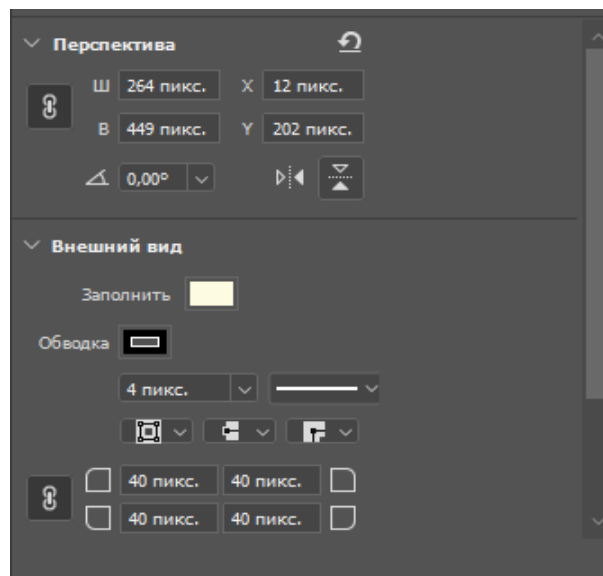 Перспектива
Ш 264 пикс. X 12 пикс.
В 449 пикс. Y 202 пикс.
0,00°
Внешний вид
Заполнить
Обводка
4 пикс.
40 пикс. 40 пикс.
40 пикс. 40 пикс.